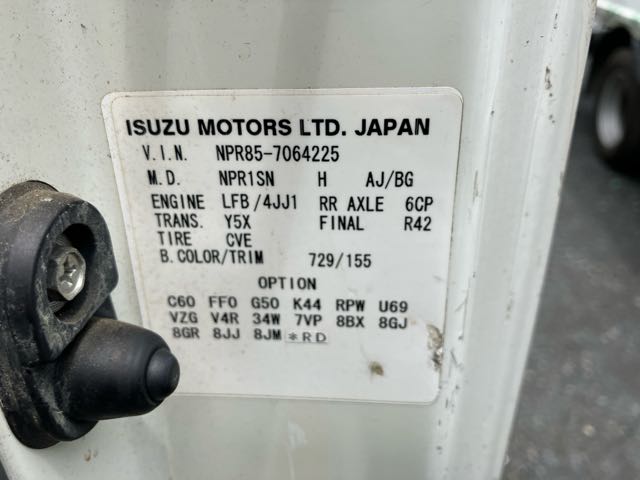 ISUZU MOTORS LTD. JAPAN
V.I.N. NPR85-7064225
M.D. NPR1SN H AJ/BG
ENGINE LFB/4JJ1 RR AXLE 6CP
TRANS. Y5X FINAL R42
TIRE CVE
B.COLOR/TRIM 729/155
OPTION
C60 FF0 G50 K44 RPW U69
VZG V4R 34W 7VP 8BX 8GJ
8GR 8JJ 8JM *RD